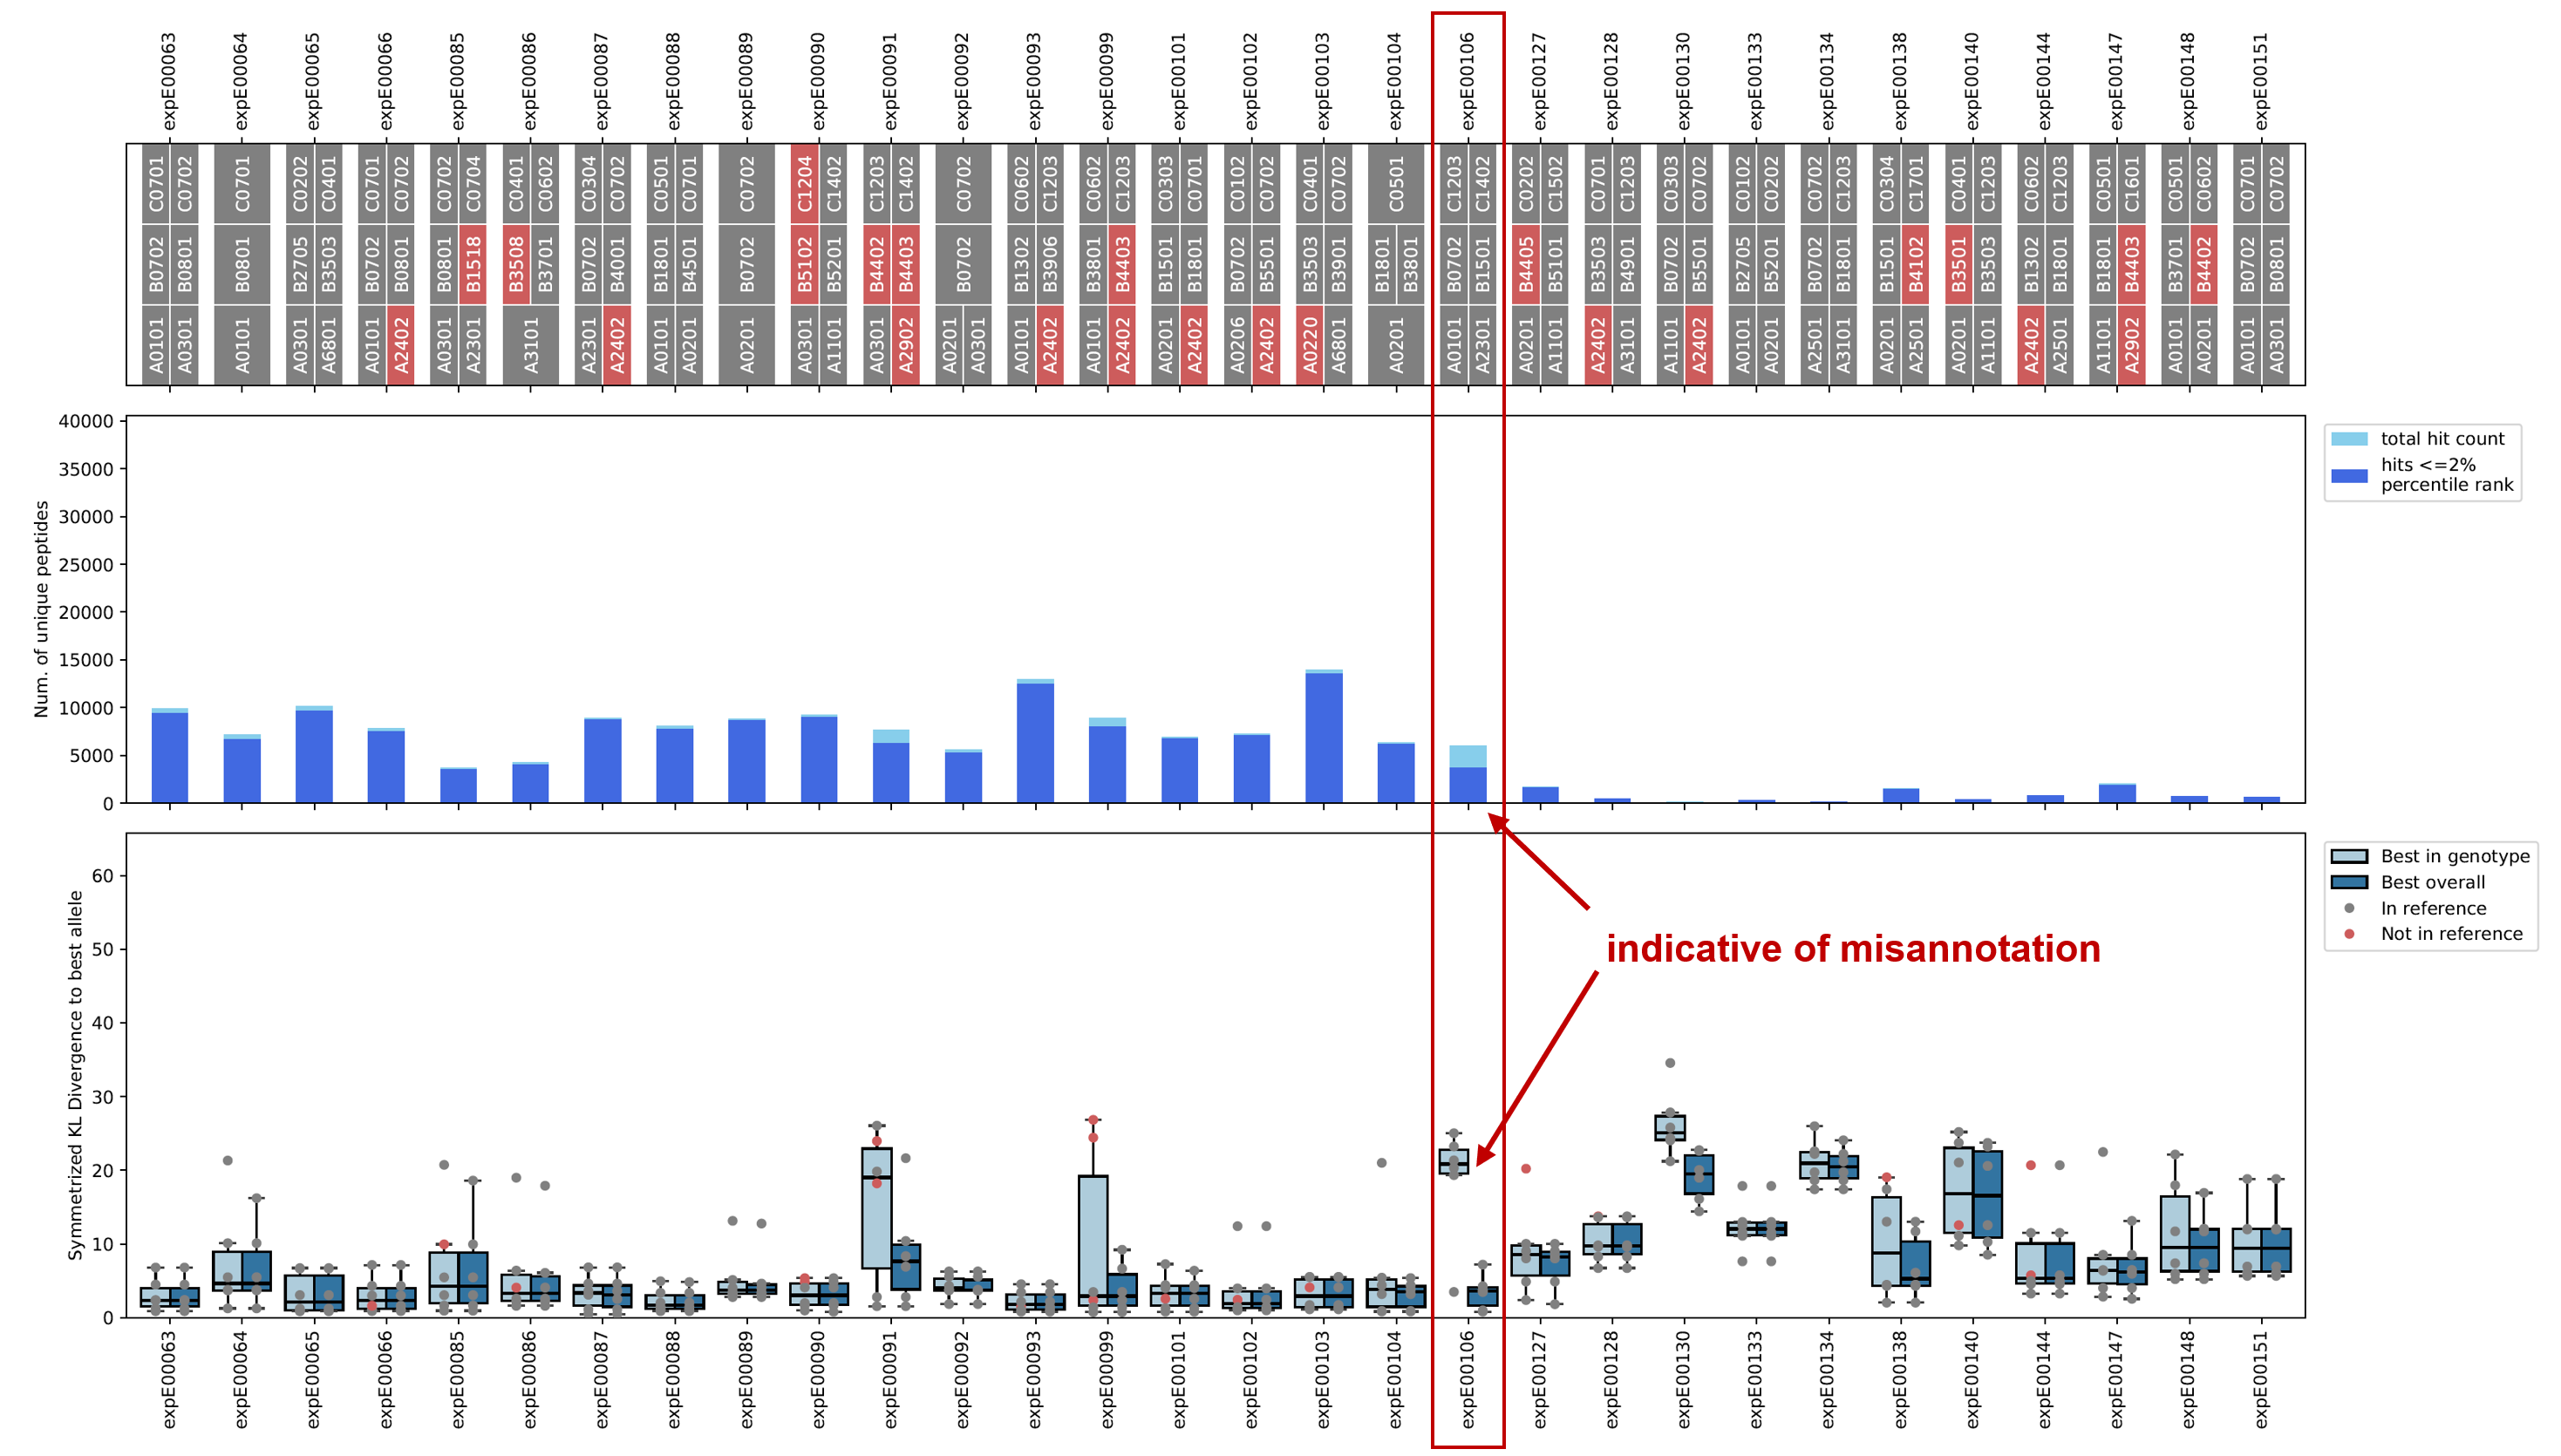 expE00063 expE00064 expE00065 expE00066 expE00085 expE00086 expE00087 expE00088 expE00089 expE00090 expE00091 expE00092 expE00093 expE00099 expE00101 expE00102 expE00103 expE00104 expE00106 expE00127 expE00128 expE00130 expE00133 expE00134 expE00138 expE00140 expE00144 expE00147 expE00148 expE00151
C0701 C0702 C0701 C0202 C0401 C0701 C0702 C0702 C0704 C0401 C0602 C0304 C0702 C0501 C0701 C0702 C1204 C1402 C1203 C1402 C0702 C0602 C1203 C0602 C1203 C0303 C0701 C0102 C0702 C0401 C0702 C0501 C1203 C1402 C0202 C1502 C0701 C1203 C0303 C0702 C0102 C0202 C0702 C1203 C0304 C1701 C0401 C1203 C0602 C1203 C0501 C1601 C0501 C0602 C0701 C0702
B0702 B0801 B0801 B2705 B3503 B0702 B0801 B0801 B1518 B3508 B3701 B0702 B4001 B1801 B4501 B0702 B5102 B5201 B4402 B4403 B0702 B1302 B3906 B3801 B4403 B1501 B1801 B0702 B5501 B3503 B3901 B1801 B3801 B0702 B1501 B4405 B5101 B3503 B4901 B0702 B5501 B2705 B5201 B0702 B1801 B1501 B4102 B3501 B3503 B1302 B1801 B1801 B4403 B3701 B4402 B0702 B0801
A0101 A0301 A0101 A0301 A6801 A0101 A2402 A0301 A2301 A3101 A2301 A2402 A0101 A0201 A0201 A0301 A1101 A0301 A2902 A0201 A0301 A0101 A2402 A0101 A2402 A0201 A2402 A0206 A2402 A0220 A6801 A0201 A0101 A2301 A0201 A1101 A2402 A3101 A1101 A2402 A0101 A0201 A2501 A3101 A0201 A2501 A0201 A1101 A2402 A2501 A1101 A2902 A0101 A0201 A0101 A0301
Num. of unique peptides
40000
35000
30000
25000
20000
15000
10000
5000
0
total hit count
hits <=2%
percentile rank
Symmetrized KL Divergence to best allele
60
50
40
30
20
10
0
Best in genotype
Best overall
In reference
Not in reference
indicative of misannotation
expE00063 expE00064 expE00065 expE00066 expE00085 expE00086 expE00087 expE00088 expE00089 expE00090 expE00091 expE00092 expE00093 expE00099 expE00101 expE00102 expE00103 expE00104 expE00106 expE00127 expE00128 expE00130 expE00133 expE00134 expE00138 expE00140 expE00144 expE00147 expE00148 expE00151